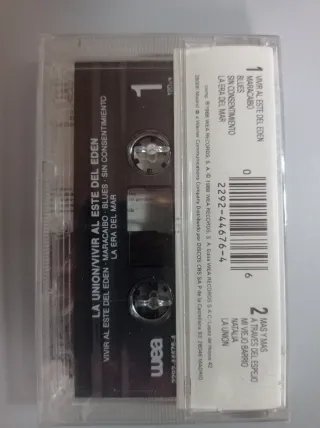 1
LA UNION/VIVIR AL ESTE DEL EDEN
VIVIR AL ESTE DEL EDEN · MARACAIBO · BLUES · SIN CONSENTIMIENTO
LA ERA DEL MAR
wea
1
VIVIR AL ESTE DEL EDEN
MARACAIBO
BLUES
SIN CONSENTIMIENTO
LA ERA DEL MAR
0
2292-44676-4
6
2
MAS Y MAS
A TRAVES DEL ESPEJO
MI VIEJO BARRIO
NATALIA
LA UNION